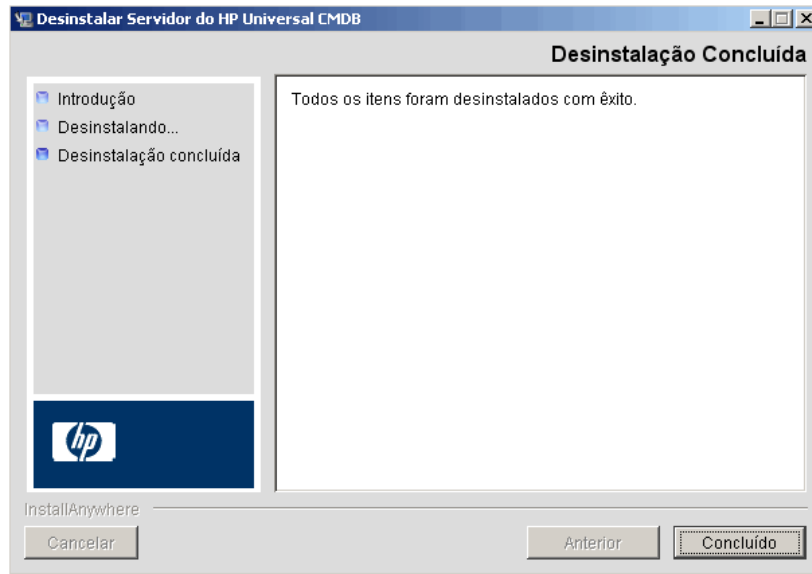 Desinstalar Servidor do HP Universal CMDB
Desinstalação Concluída
Introdução
Desinstalando...
Desinstalação concluída
Todos os itens foram desinstalados com êxito.
hp
InstallAnywhere
Cancelar
Anterior
Concluído